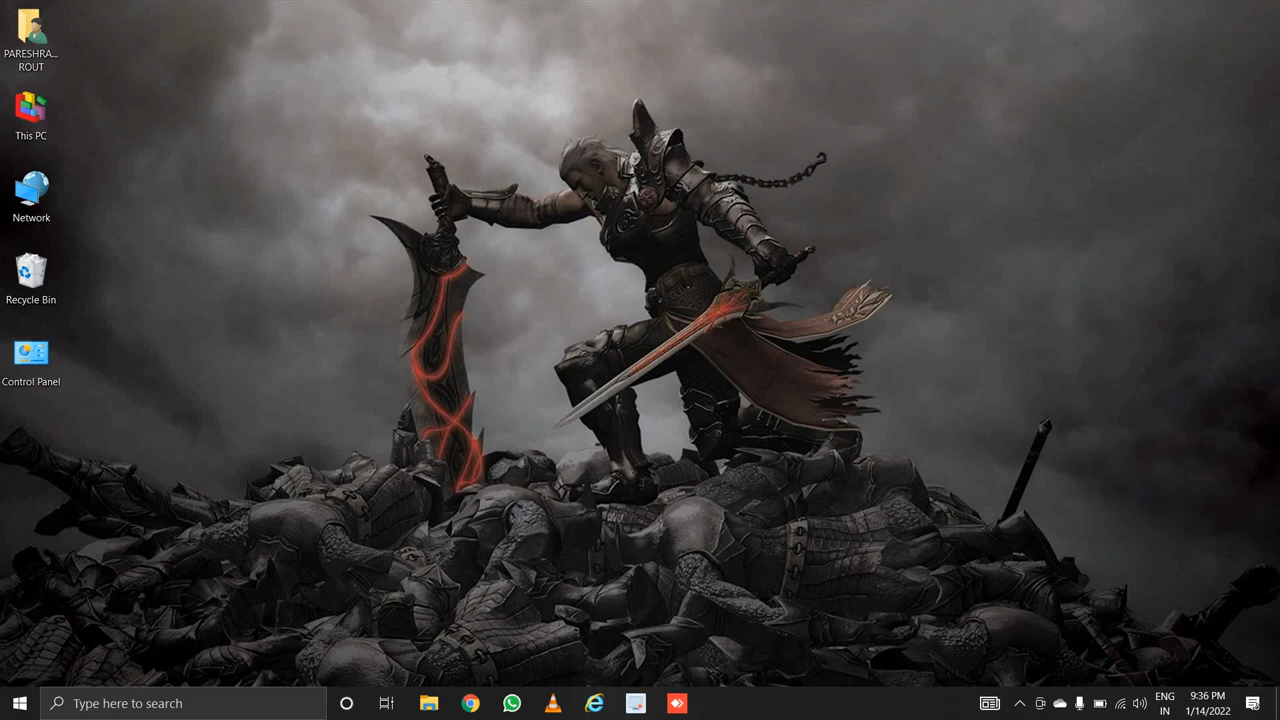 PARESHRA...
ROUT
This PC
Network
Recycle Bin
Control Panel
Type here to search
ENG
IN
9:36 PM
1/14/2022